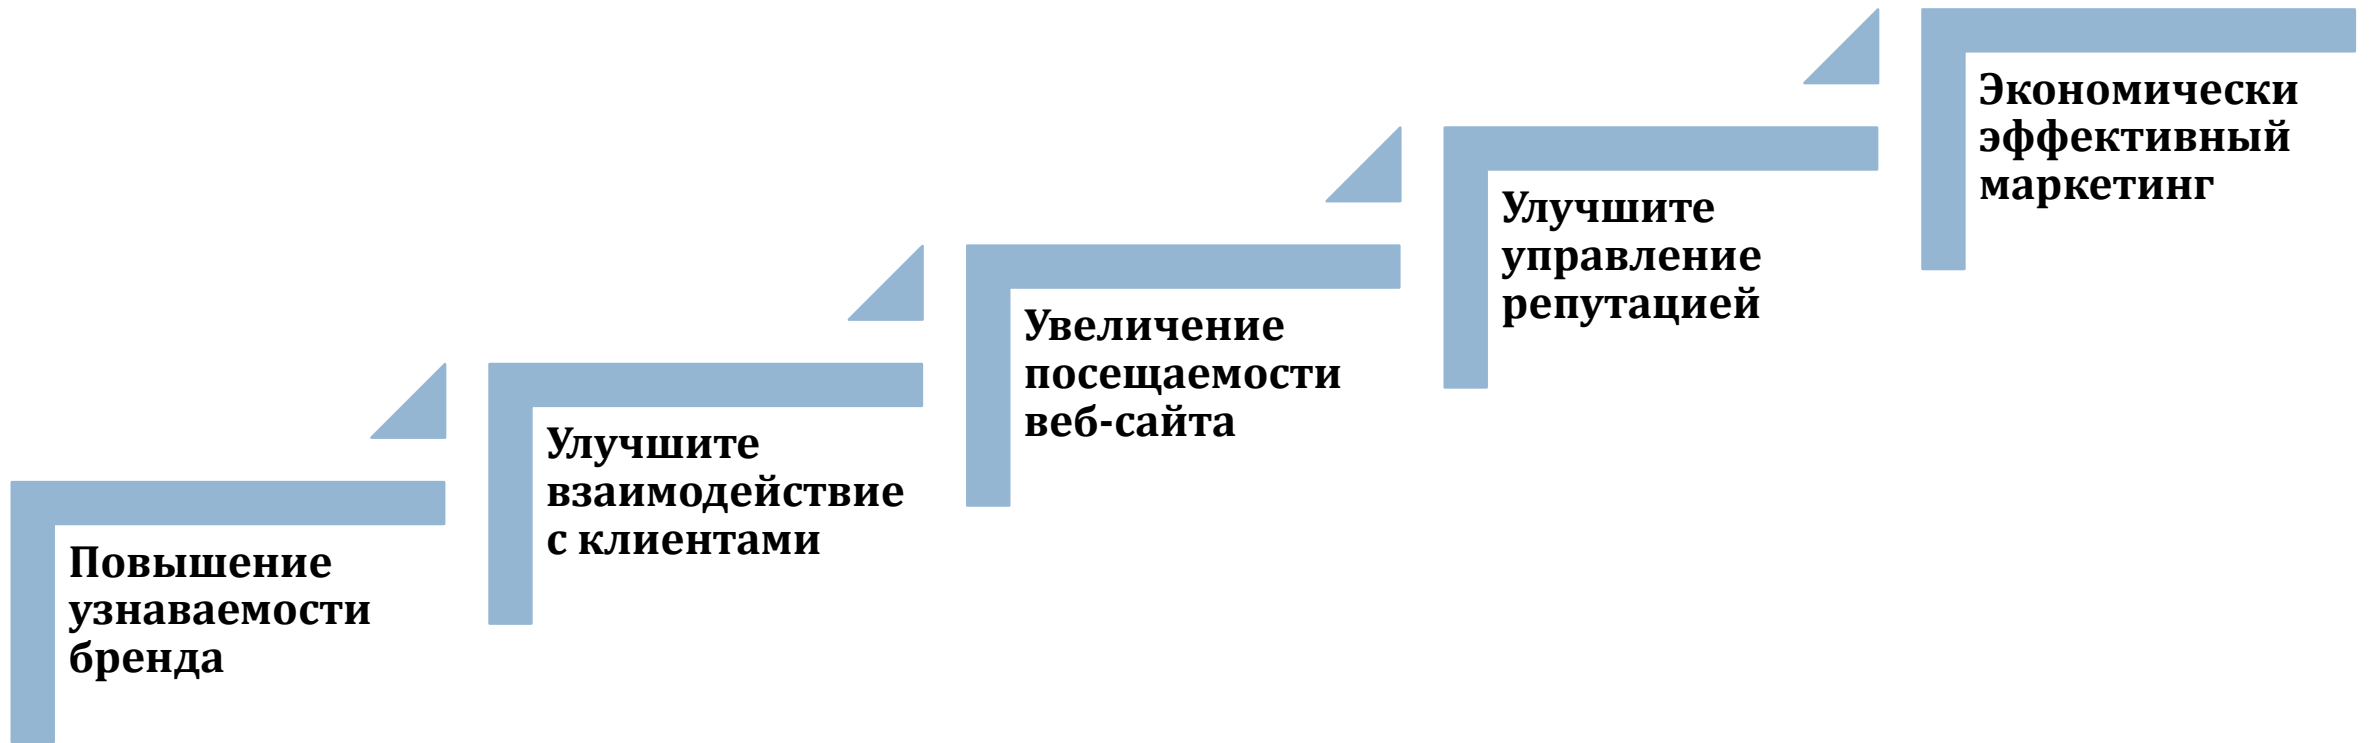 Повышение
узнаваемости
бренда
Улучшите
взаимодействие
с клиентами
Увеличение
посещаемости
веб-сайта
Улучшите
управление
репутацией
Экономически
эффективный
маркетинг